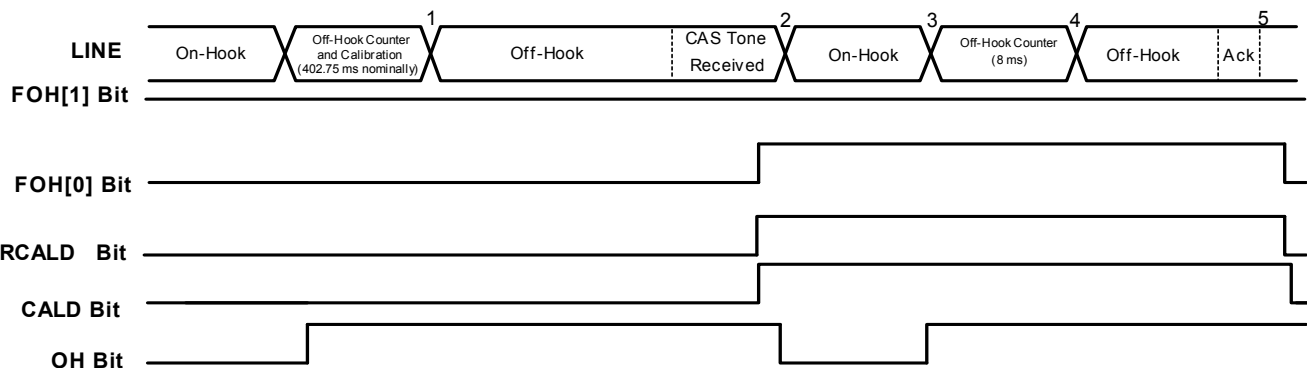 1 2 3 4 5
LINE
On-Hook
Off-Hook Counter
and Calibration
(402.75 ms nominally)
Off-Hook
CAS Tone
Received
On-Hook
Off-Hook Counter
(8 ms)
Off-Hook
Ack
FOH[1] Bit
FOH[0] Bit
RCALD Bit
CALD Bit
OH Bit